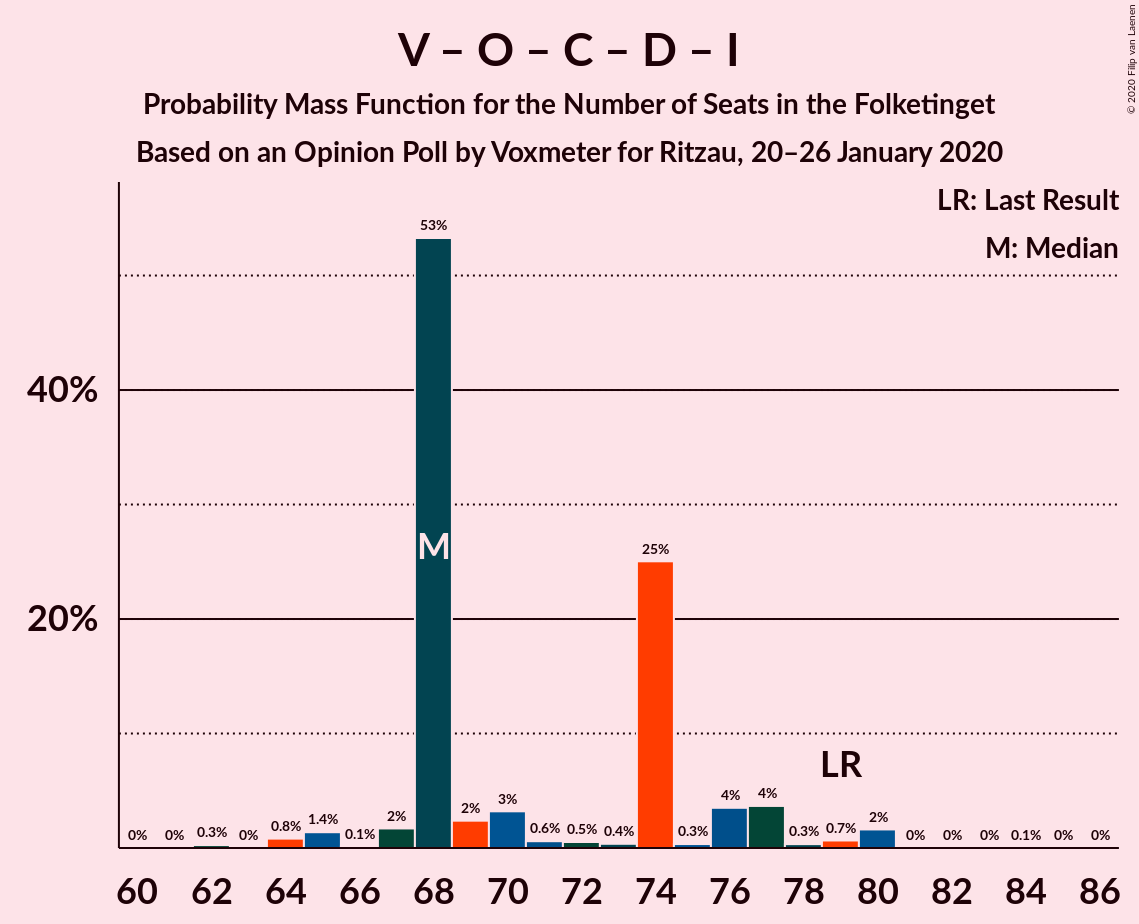 V – O – C – D – I
Probability Mass Function for the Number of Seats in the Folketinget
Based on an Opinion Poll by Voxmeter for Ritzau, 20–26 January 2020
© 2020 Filip van Laenen
LR: Last Result
M: Median
40%
20%
0% 0% 0.3% 0% 0.8% 1.4% 0.1% 2% 53% 2% 3% 0.6% 0.5% 0.4% 25% 0.3% 4% 4% 0.3% 0.7% 2% 0% 0% 0% 0.1% 0% 0%
M
LR
60 62 64 66 68 70 72 74 76 78 80 82 84 86